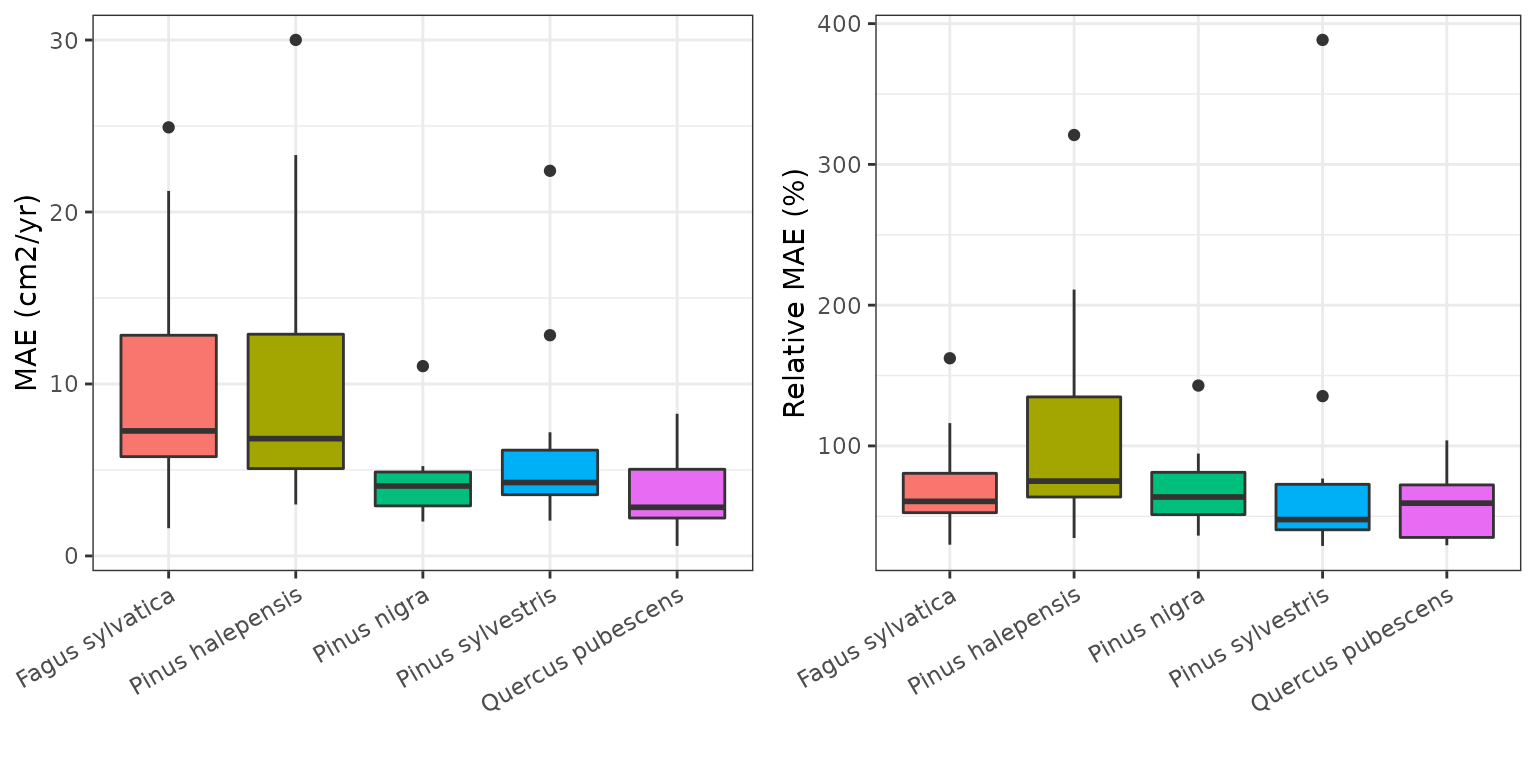 MAE (cm2/yr)
30
20
10
0
Fagus sylvatica
Pinus halepensis
Pinus nigra
Pinus sylvestris
Quercus pubescens
Relative MAE (%)
400
300
200
100
Fagus sylvatica
Pinus halepensis
Pinus nigra
Pinus sylvestris
Quercus pubescens